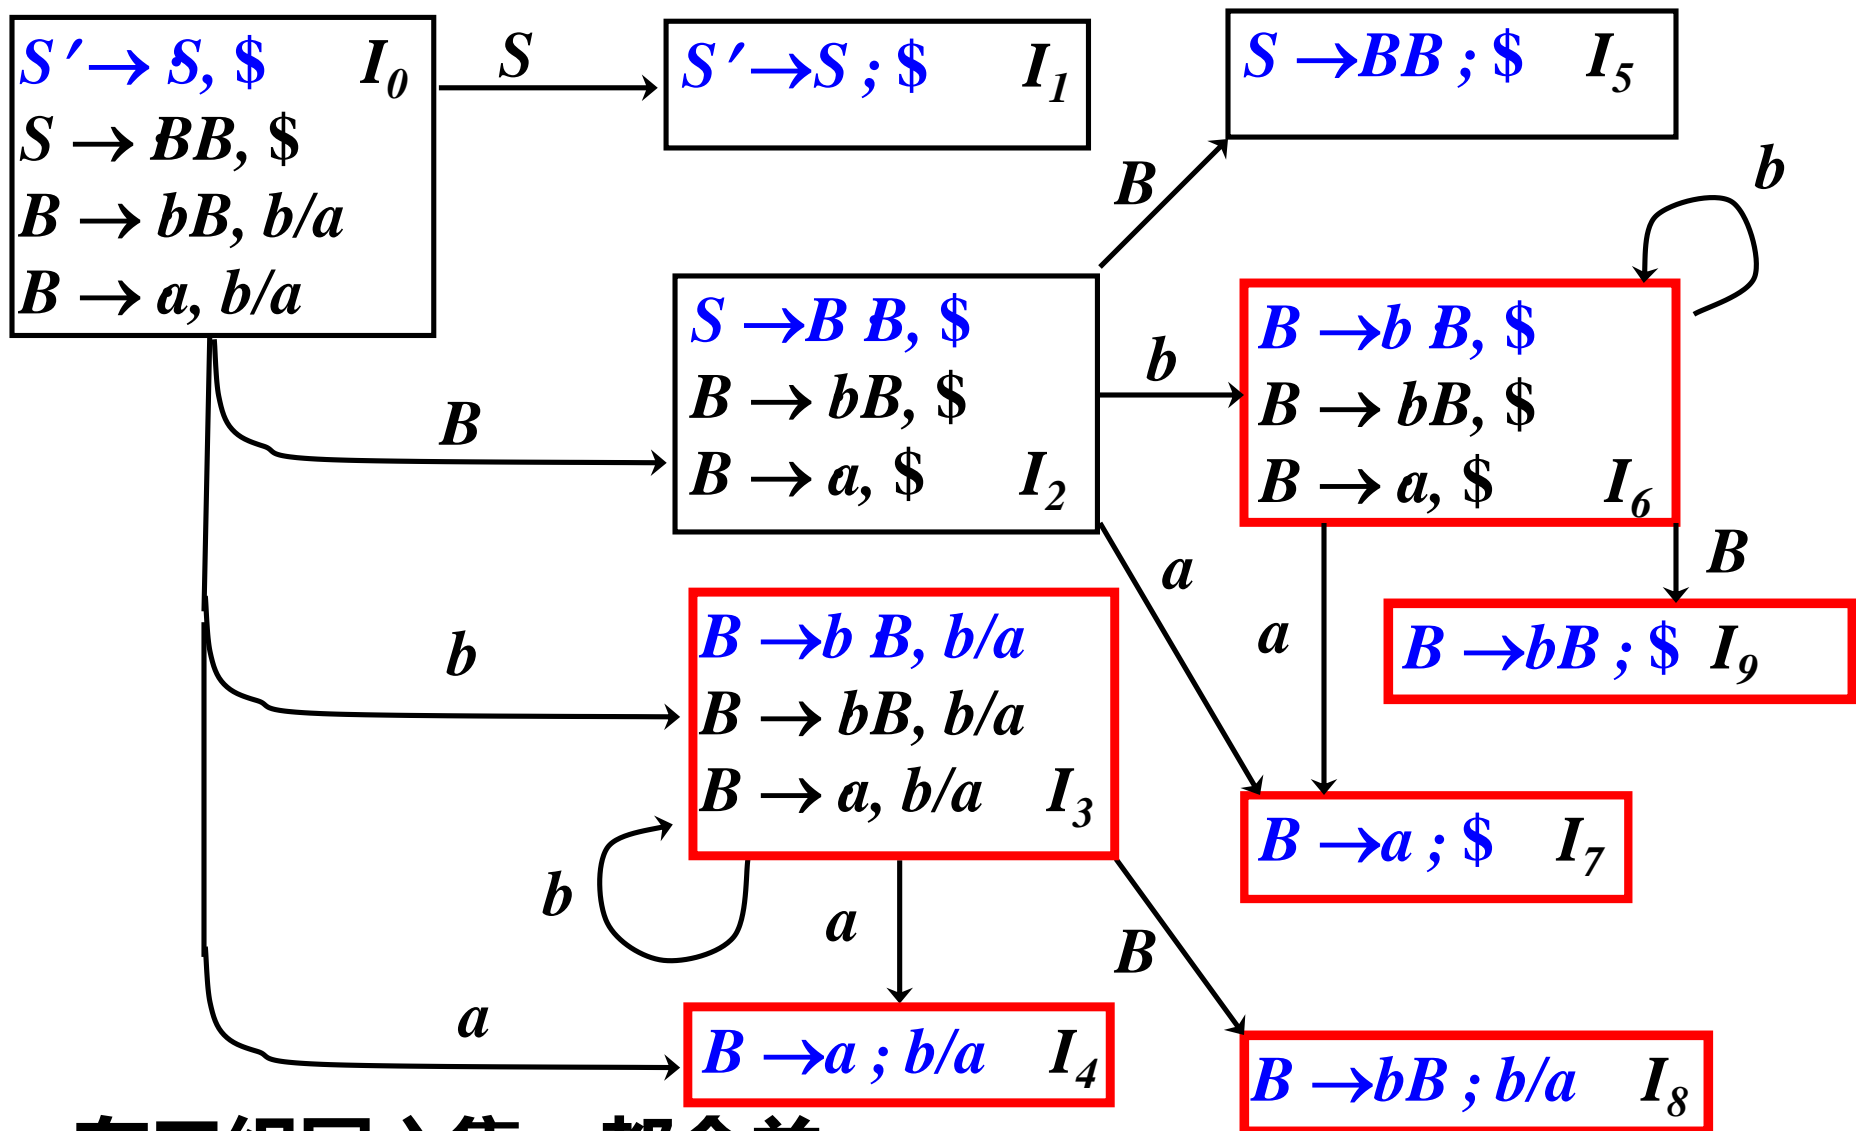 S′→·S, $ I0
S → ·BB, $
B → ·bB, b/a
B → ·a, b/a
S
S′→S·, $ I1
S →BB·, $ I5
B
b
S →B·B, $
B → ·bB, $
B → ·a, $ I2
B
b
B →b·B, $
B → ·bB, $
B → ·a, $ I6
B
a
a
B →bB·, $ I9
b
B →b·B, b/a
B → ·bB, b/a
B → ·a, b/a I3
B →a·, $ I7
b
a
B
a
B →a·, b/a I4
B →bB·, b/a I8